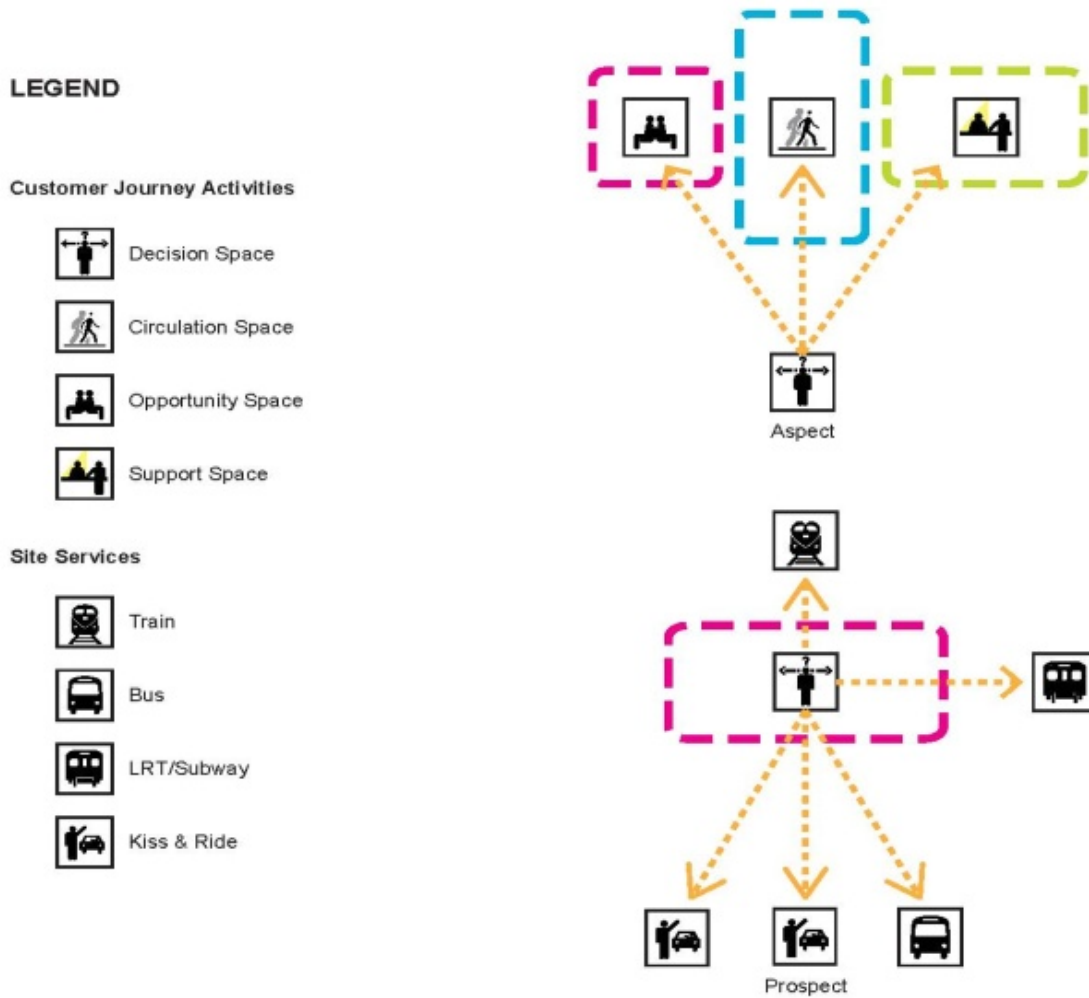 LEGEND
Customer Journey Activities
Decision Space
Circulation Space
Opportunity Space
Support Space
Site Services
Train
Bus
LRT/Subway
Kiss & Ride
?
Aspect
?
Prospect